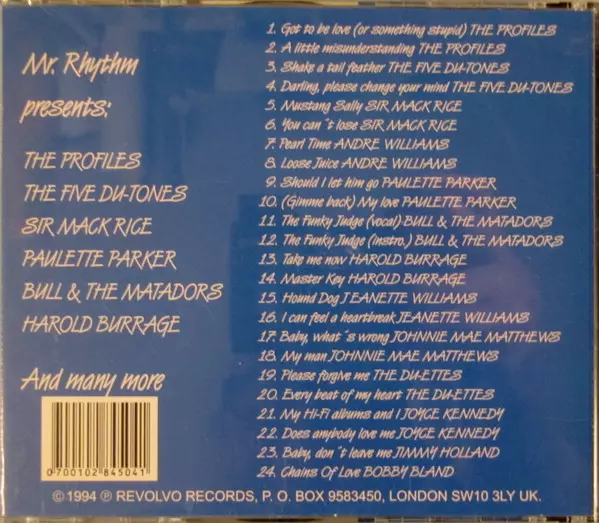 Mr. Rhythm
presents:
THE PROFILES
THE FIVE DU-TONES
SIR MACK RICE
PAULETTE PARKER
BULL & THE MATADORS
HAROLD BURRAGE
And many more
0 700102 845041
1. Got to be love (or something stupid) THE PROFILES
2. A little misunderstanding THE PROFILES
3. Shake a tail feather THE FIVE DU-TONES
4. Darling, please change your mind THE FIVE DU-TONES
5. Mustang Sally SIR MACK RICE
6. You can´t lose SIR MACK RICE
7. Pearl Time ANDRE WILLIAMS
8. Loose Juice ANDRE WILLIAMS
9. Should I let him go PAULETTE PARKER
10. (Gimme back) My love PAULETTE PARKER
11. The Funky Judge (vocal) BULL & THE MATADORS
12. The Funky Judge (instro.) BULL & THE MATADORS
13. Take me now HAROLD BURRAGE
14. Master Key HAROLD BURRAGE
15. Hound Dog JEANETTE WILLIAMS
16. I can feel a heartbreak JEANETTE WILLIAMS
17. Baby, what´s wrong JOHNNIE MAE MATTHEWS
18. My man JOHNNIE MAE MATTHEWS
19. Please forgive me THE DU-ETTES
20. Every beat of my heart THE DU-ETTES
21. My Hi-Fi albums and I JOYCE KENNEDY
22. Does anybody love me JOYCE KENNEDY
23. Baby, don´t leave me JIMMY HOLLAND
24. Chains Of Love BOBBY BLAND
© 1994 ℗ REVOLVO RECORDS, P. O. BOX 9583450, LONDON SW10 3LY UK.